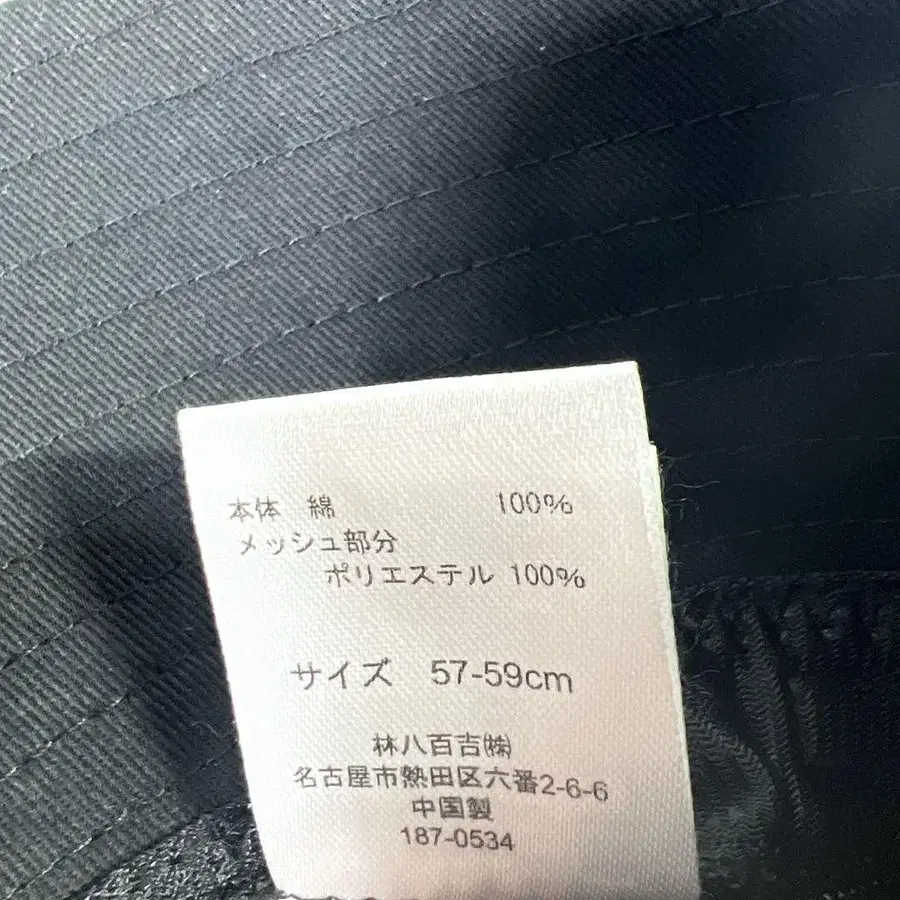 本体 綿 100%
メッシュ部分
ポリエステル 100%
サイズ 57-59cm
林八百吉㈱
名古屋市熱田区六番2-6-6
中国製
187-0534